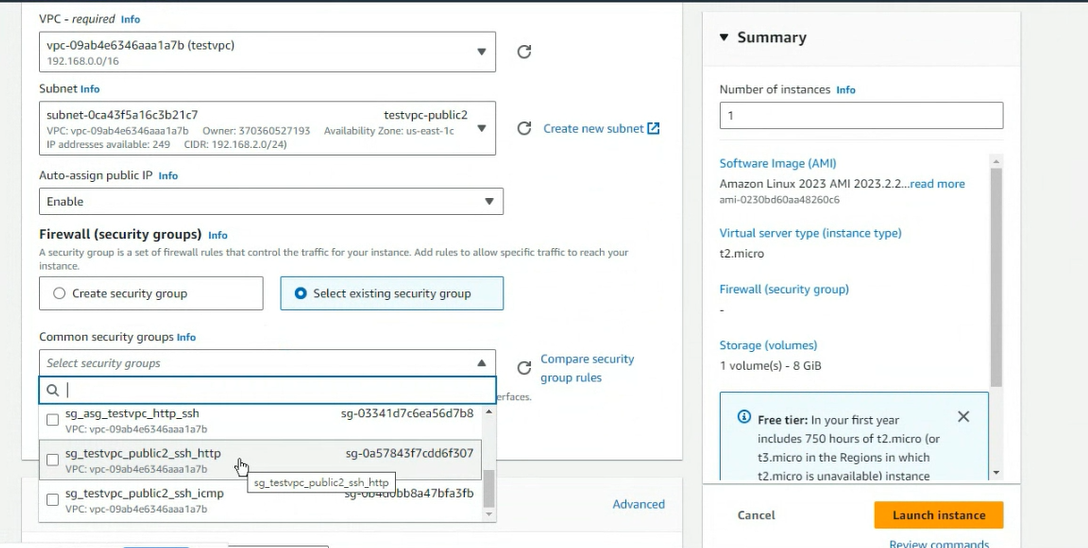 VPC - required Info
vpc-09ab4e6346aaa1a7b (testvpc)
192.168.0.0/16
Subnet Info
subnet-0ca43f5a16c3b21c7 testvpc-public2
VPC: vpc-09ab4e6346aaa1a7b Owner: 370360527193 Availability Zone: us-east-1c
IP addresses available: 249 CIDR: 192.168.2.0/24)
Create new subnet
Auto-assign public IP Info
Enable
Firewall (security groups) Info
A security group is a set of firewall rules that control the traffic for your instance. Add rules to allow specific traffic to reach your
instance.
Create security group
Select existing security group
Common security groups Info
Select security groups
Compare security
group rules
erfaces.
sg_asg_testvpc_http_ssh sg-03341d7c6ea56d7b8
VPC: vpc-09ab4e6346aaa1a7b
sg_testvpc_public2_ssh_http sg-0a57843f7cdd6f307
VPC: vpc-09ab4e6346aaa1a7b
sg_testvpc_public2_ssh_http
sg_testvpc_public2_ssh_icmp
VPC: vpc-09ab4e6346aaa1a7b
Advanced
Summary
Number of instances Info
1
Software Image (AMI)
Amazon Linux 2023 AMI 2023.2.2...read more
ami-0230bd60aa48260c6
Virtual server type (instance type)
t2.micro
Firewall (security group)
-
Storage (volumes)
1 volume(s) - 8 GiB
Free tier: In your first year
includes 750 hours of t2.micro (or
t3.micro in the Regions in which
t2.micro is unavailable) instance
Cancel
Launch instance
Review commands